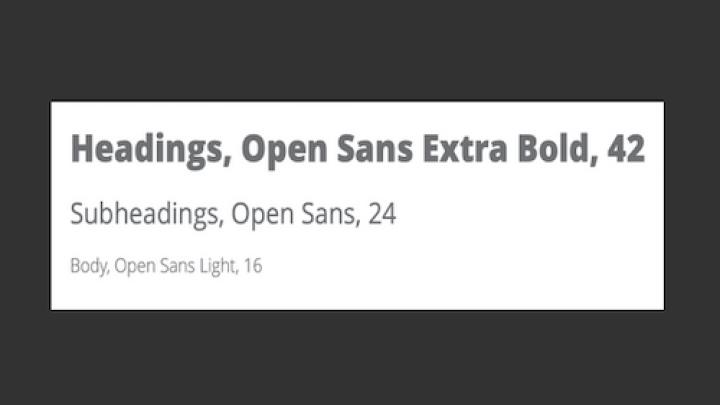 Headings, Open Sans Extra Bold, 42
Subheadings, Open Sans, 24
Body, Open Sans Light, 16